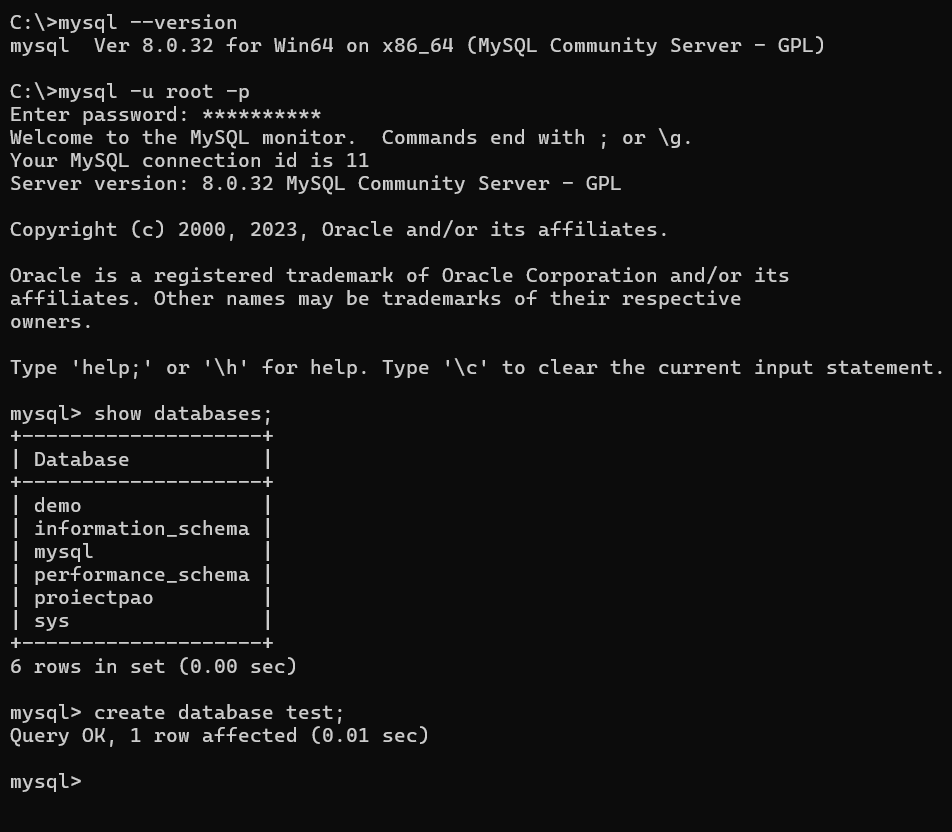 C:\>mysql --version
mysql  Ver 8.0.32 for Win64 on x86_64 (MySQL Community Server - GPL)
C:\>mysql -u root -p
Enter password: **********
Welcome to the MySQL monitor.  Commands end with ; or \g.
Your MySQL connection id is 11
Server version: 8.0.32 MySQL Community Server - GPL
Copyright (c) 2000, 2023, Oracle and/or its affiliates.
Oracle is a registered trademark of Oracle Corporation and/or its
affiliates. Other names may be trademarks of their respective
owners.
Type 'help;' or '\h' for help. Type '\c' to clear the current input statement.
mysql> show databases;
+--------------------+
| Database           |
+--------------------+
| demo               |
| information_schema |
| mysql              |
| performance_schema |
| proiectpao         |
| sys                |
+--------------------+
6 rows in set (0.00 sec)
mysql> create database test;
Query OK, 1 row affected (0.01 sec)
mysql>